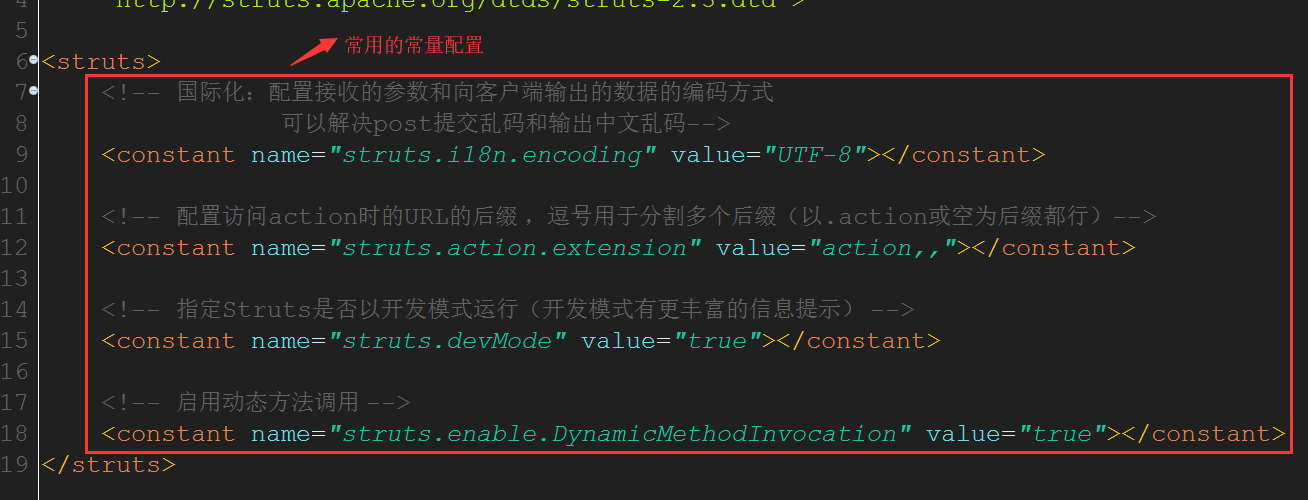 4 "http://struts.apache.org/dtds/struts-2.3.dtd">
5
常用的常量配置
6 <struts>
7 <!-- 国际化：配置接收的参数和向客户端输出的数据的编码方式
8 可以解决post提交乱码和输出中文乱码-->
9 <constant name="struts.i18n.encoding" value="UTF-8"></constant>
10
11 <!-- 配置访问action时的URL的后缀，逗号用于分割多个后缀（以.action或空为后缀都行）-->
12 <constant name="struts.action.extension" value="action,,"></constant>
13
14 <!-- 指定Struts是否以开发模式运行（开发模式有更丰富的信息提示） -->
15 <constant name="struts.devMode" value="true"></constant>
16
17 <!-- 启用动态方法调用 -->
18 <constant name="struts.enable.DynamicMethodInvocation" value="true"></constant>
19 </struts>